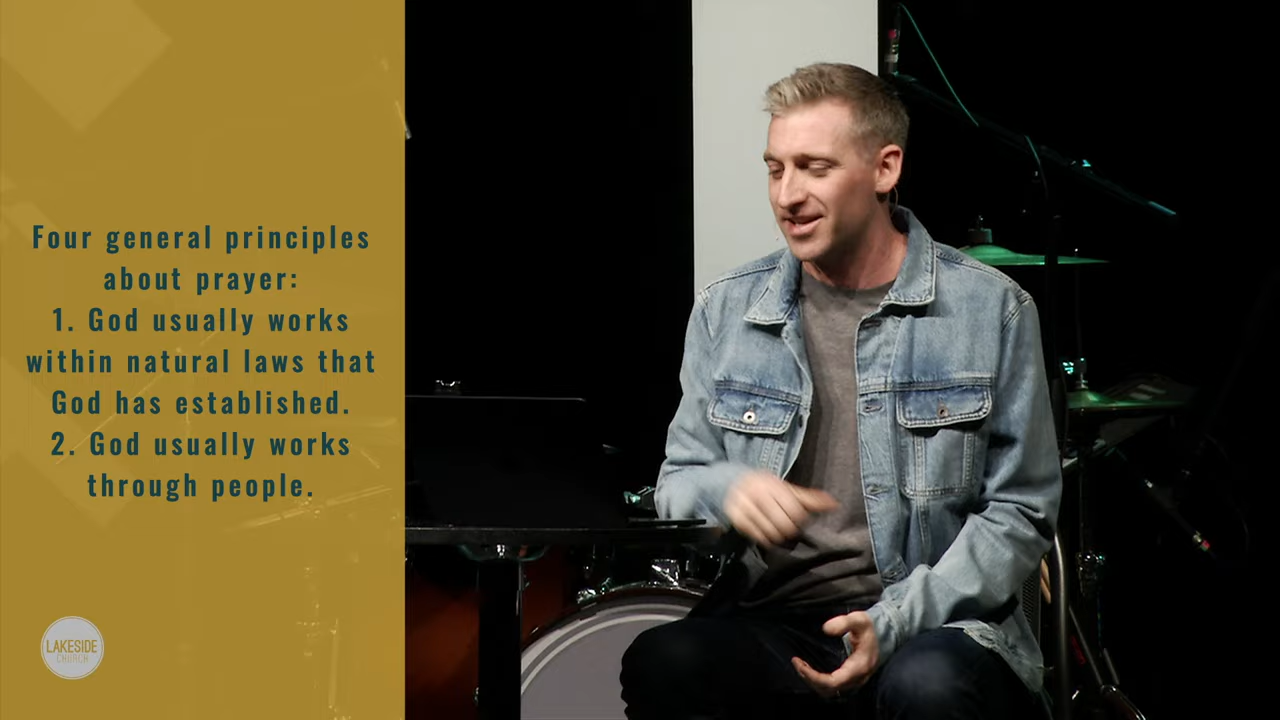 Four general principles
about prayer:
1. God usually works
within natural laws that
God has established.
2. God usually works
through people.
LAKESIDE
CHURCH